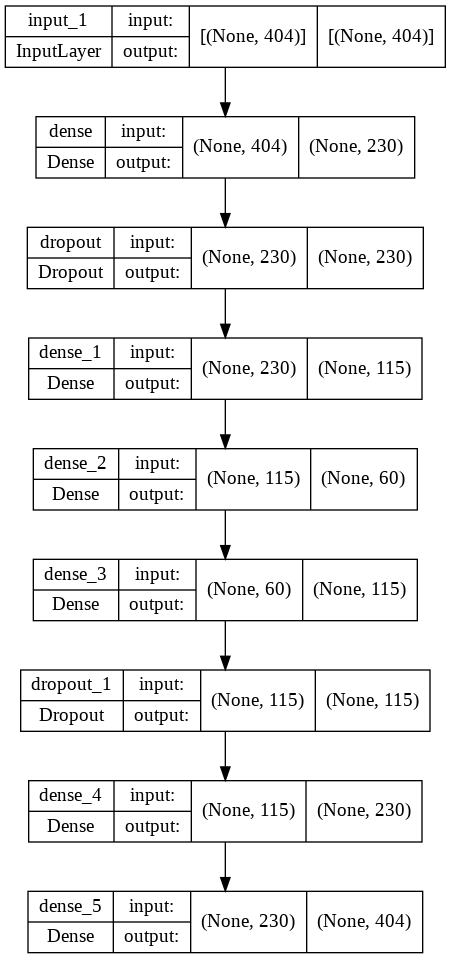 input_1 input: [(None, 404)] [(None, 404)]
InputLayer output:
dense input: (None, 404) (None, 230)
Dense output:
dropout input: (None, 230) (None, 230)
Dropout output:
dense_1 input: (None, 230) (None, 115)
Dense output:
dense_2 input: (None, 115) (None, 60)
Dense output:
dense_3 input: (None, 60) (None, 115)
Dense output:
dropout_1 input: (None, 115) (None, 115)
Dropout output:
dense_4 input: (None, 115) (None, 230)
Dense output:
dense_5 input: (None, 230) (None, 404)
Dense output: